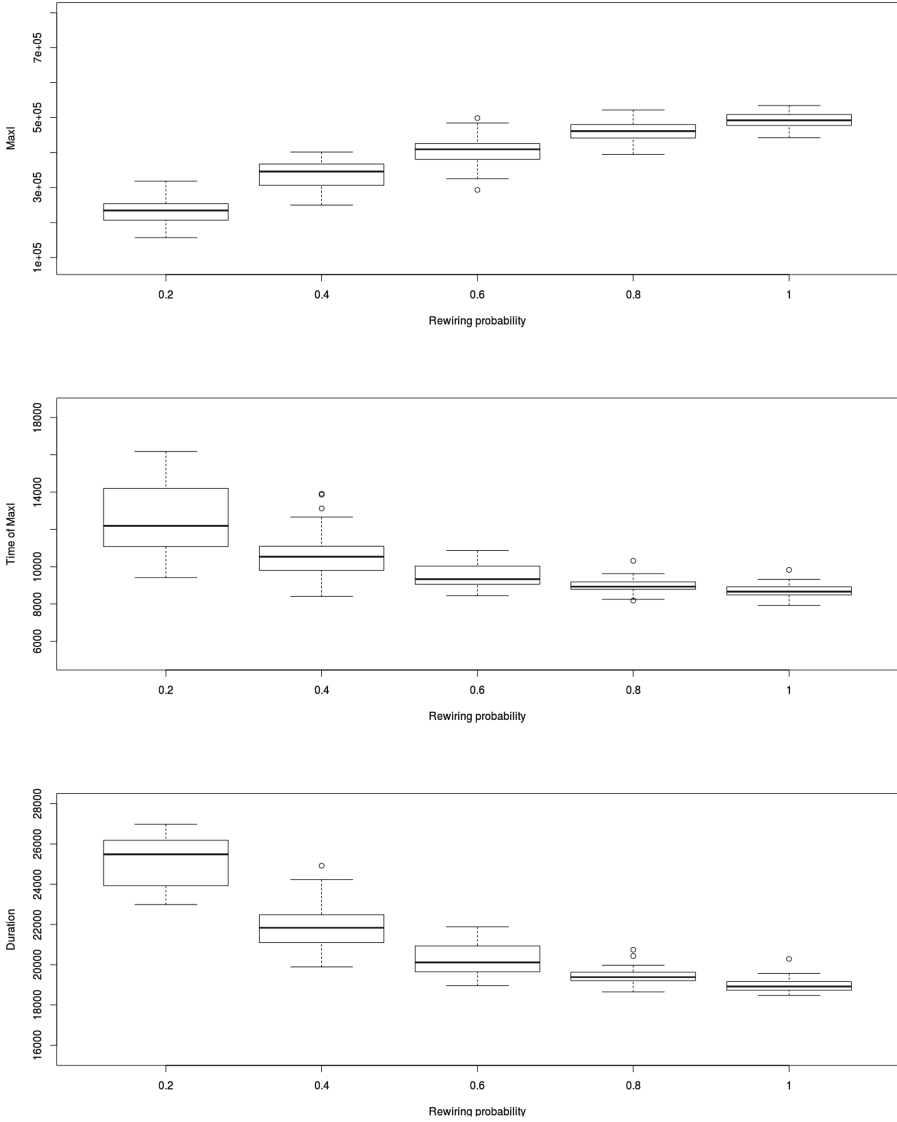 7e+05
5e+05
3e+05
1e+05
MaxI
0.2 0.4 0.6 0.8 1
Rewiring probability
18000
14000
10000
8000
6000
Time of MaxI
0.2 0.4 0.6 0.8 1
Rewiring probability
28000
26000
24000
22000
20000
18000
16000
Duration
0.2 0.4 0.6 0.8 1
Rewiring probability